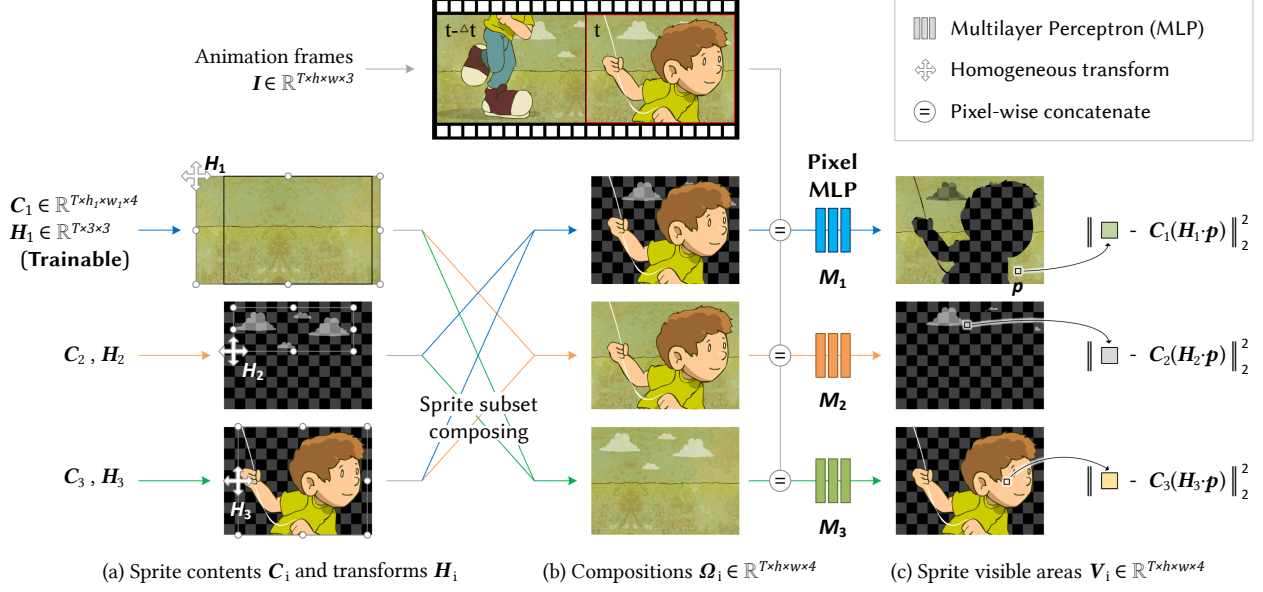 Animation frames
I ∈ ℝ^{T×h×w×3}
t-△t
t
Multilayer Perceptron (MLP)
Homogeneous transform
= Pixel-wise concatenate
C₁ ∈ ℝ^{T×h₁×w₁×4}
H₁ ∈ ℝ^{T×3×3}
(Trainable)
H₁
Pixel
MLP
=
M₁
p
‖ - C₁(H₁·p) ‖₂²
C₂ , H₂
H₂
=
M₂
‖ - C₂(H₂·p) ‖₂²
Sprite subset
composing
C₃ , H₃
H₃
=
M₃
‖ - C₃(H₃·p) ‖₂²
(a) Sprite contents Cᵢ and transforms Hᵢ
(b) Compositions Ωᵢ ∈ ℝ^{T×h×w×4}
(c) Sprite visible areas Vᵢ ∈ ℝ^{T×h×w×4}